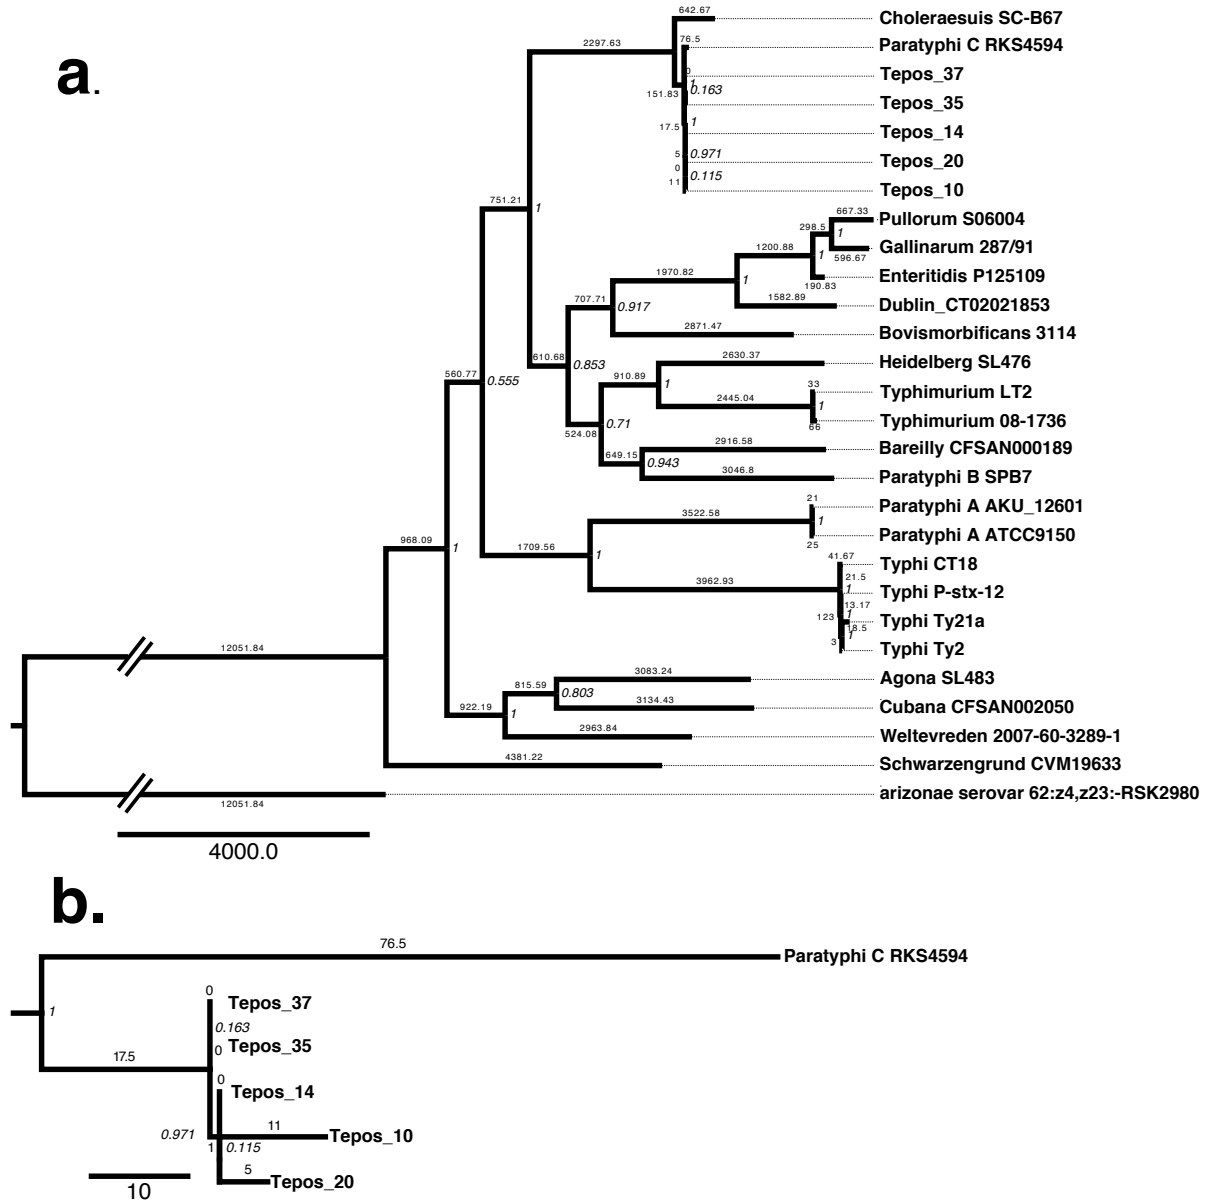 a.
642.67
Choleraesuis SC-B67
2297.63
76.5
Paratyphi C RKS4594
0
Tepos_37
1
151.83
0.163
Tepos_35
17.5
1
Tepos_14
5
0.971
Tepos_20
0
0.115
11
Tepos_10
751.21
1
667.33
Pullorum S06004
298.5
1
1200.88
Gallinarum 287/91
596.67
1
1970.82
Enteritidis P125109
1
190.83
1582.89
Dublin_CT02021853
707.71
0.917
2871.47
Bovismorbificans 3114
610.68
0.853
2630.37
Heidelberg SL476
560.77
0.555
910.89
1
33
Typhimurium LT2
2445.04
1
Typhimurium 08-1736
66
0.71
524.08
2916.58
Bareilly CFSAN000189
649.15
0.943
3046.8
Paratyphi B SPB7
21
Paratyphi A AKU_12601
3522.58
1
Paratyphi A ATCC9150
25
968.09
1
1709.56
1
41.67
Typhi CT18
3962.93
21.5
1
Typhi P-stx-12
13.17
123
1
Typhi Ty21a
18.5
1
3
Typhi Ty2
12051.84
3083.24
Agona SL483
815.59
0.803
3134.43
Cubana CFSAN002050
922.19
1
2963.84
Weltevreden 2007-60-3289-1
4381.22
Schwarzengrund CVM19633
12051.84
arizonae serovar 62:z4,z23:-RSK2980
4000.0
b.
76.5
Paratyphi C RKS4594
0
Tepos_37
1
0.163
0
Tepos_35
17.5
0
Tepos_14
11
0.971
Tepos_10
1
0.115
5
Tepos_20
10